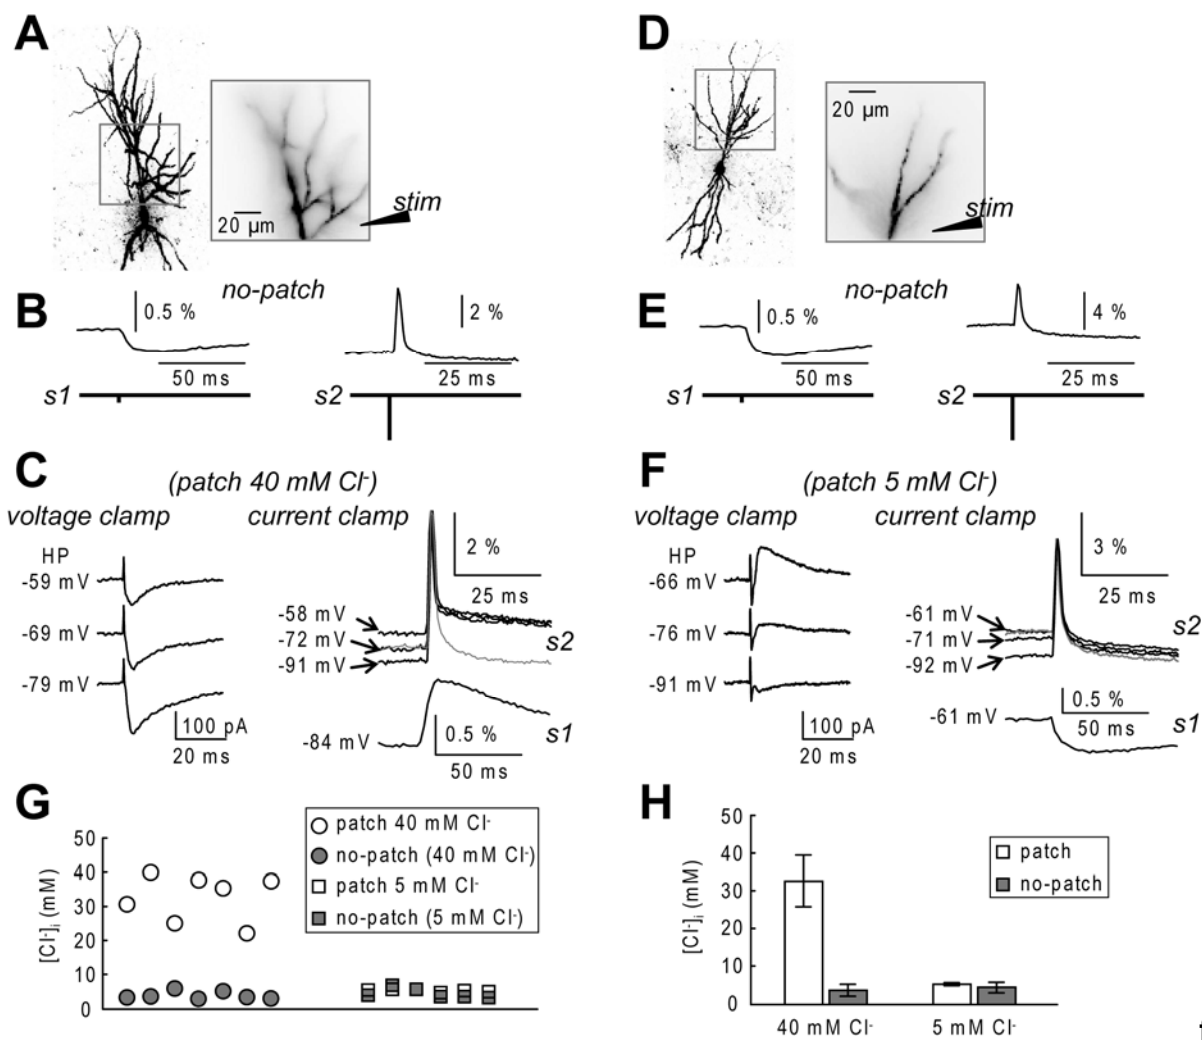 A
D
20 µm
stim
20 µm
stim
no-patch
no-patch
B
0.5 %
2 %
50 ms
25 ms
s1
s2
E
0.5 %
4 %
50 ms
25 ms
s1
s2
C
(patch 40 mM Cl-)
voltage clamp
current clamp
HP
-59 mV
-69 mV
-79 mV
100 pA
20 ms
2 %
25 ms
-58 mV
-72 mV
-91 mV
s2
-84 mV
0.5 %
50 ms
s1
F
(patch 5 mM Cl-)
voltage clamp
current clamp
HP
-66 mV
-76 mV
-91 mV
100 pA
20 ms
3 %
25 ms
-61 mV
-71 mV
-92 mV
s2
-61 mV
0.5 %
50 ms
s1
G
patch 40 mM Cl-
no-patch (40 mM Cl-)
patch 5 mM Cl-
no-patch (5 mM Cl-)
[Cl-]i (mM)
50
40
30
20
10
0
H
patch
no-patch
[Cl-]i (mM)
50
40
30
20
10
0
40 mM Cl-
5 mM Cl-